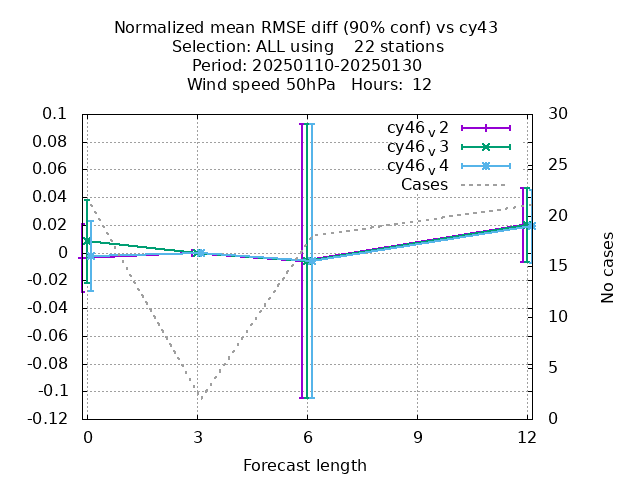 Normalized mean RMSE diff (90% conf) vs cy43
Selection: ALL using    22 stations
Period: 20250110-20250130
Wind speed 50hPa   Hours: 12
0.1
0.08
0.06
0.04
0.02
0
-0.02
-0.04
-0.06
-0.08
-0.1
-0.12
cy46v2
cy46v3
cy46v4
Cases
30
25
20
15
10
5
0
No cases
0 3 6 9 12
Forecast length